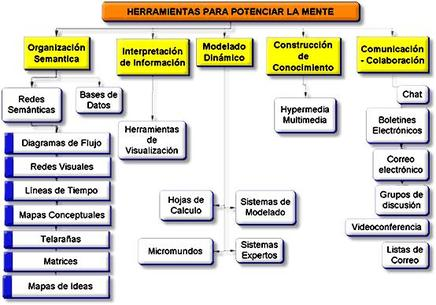 HERRAMIENTAS PARA POTENCIAR LA MENTE
Organización
Semantica
Interpretación
de Información
Modelado
Dinámico
Construcción
de
Conocimiento
Comunicación
- Colaboración
Redes
Semánticas
Bases de
Datos
Herramientas
de
Visualización
Hypermedia
Multimedia
Chat
Boletines
Electrónicos
Correo
electrónico
Grupos de
discusión
Videoconferencia
Listas de
Correo
Diagramas de Flujo
Redes Visuales
Líneas de Tiempo
Mapas Conceptuales
Telarañas
Matrices
Mapas de Ideas
Hojas de
Calculo
Sistemas de
Modelado
Micromundos
Sistemas
Expertos